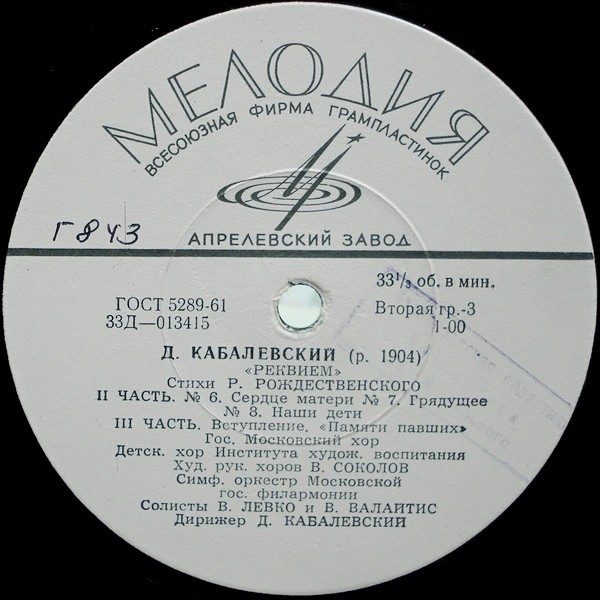 МЕЛОДИЯ
ВСЕСОЮЗНАЯ ФИРМА ГРАМПЛАСТИНОК
АПРЕЛЕВСКИЙ ЗАВОД
Г843
33⅓ об. в мин.
ГОСТ 5289-61
Вторая гр.-3
33Д—013415
1-00
Д. КАБАЛЕВСКИЙ (р. 1904)
«РЕКВИЕМ»
Стихи Р. РОЖДЕСТВЕНСКОГО
II ЧАСТЬ. № 6. Сердце матери № 7. Грядущее
№ 8. Наши дети
III ЧАСТЬ. Вступление. «Памяти павших»
Гос. Московский хор
Детск. хор Института худож. воспитания
Худ. рук. хоров В. СОКОЛОВ
Симф. оркестр Московской
гос. филармонии
Солисты В. ЛЕВКО и В. ВАЛАЙТИС
Дирижер Д. КАБАЛЕВСКИЙ